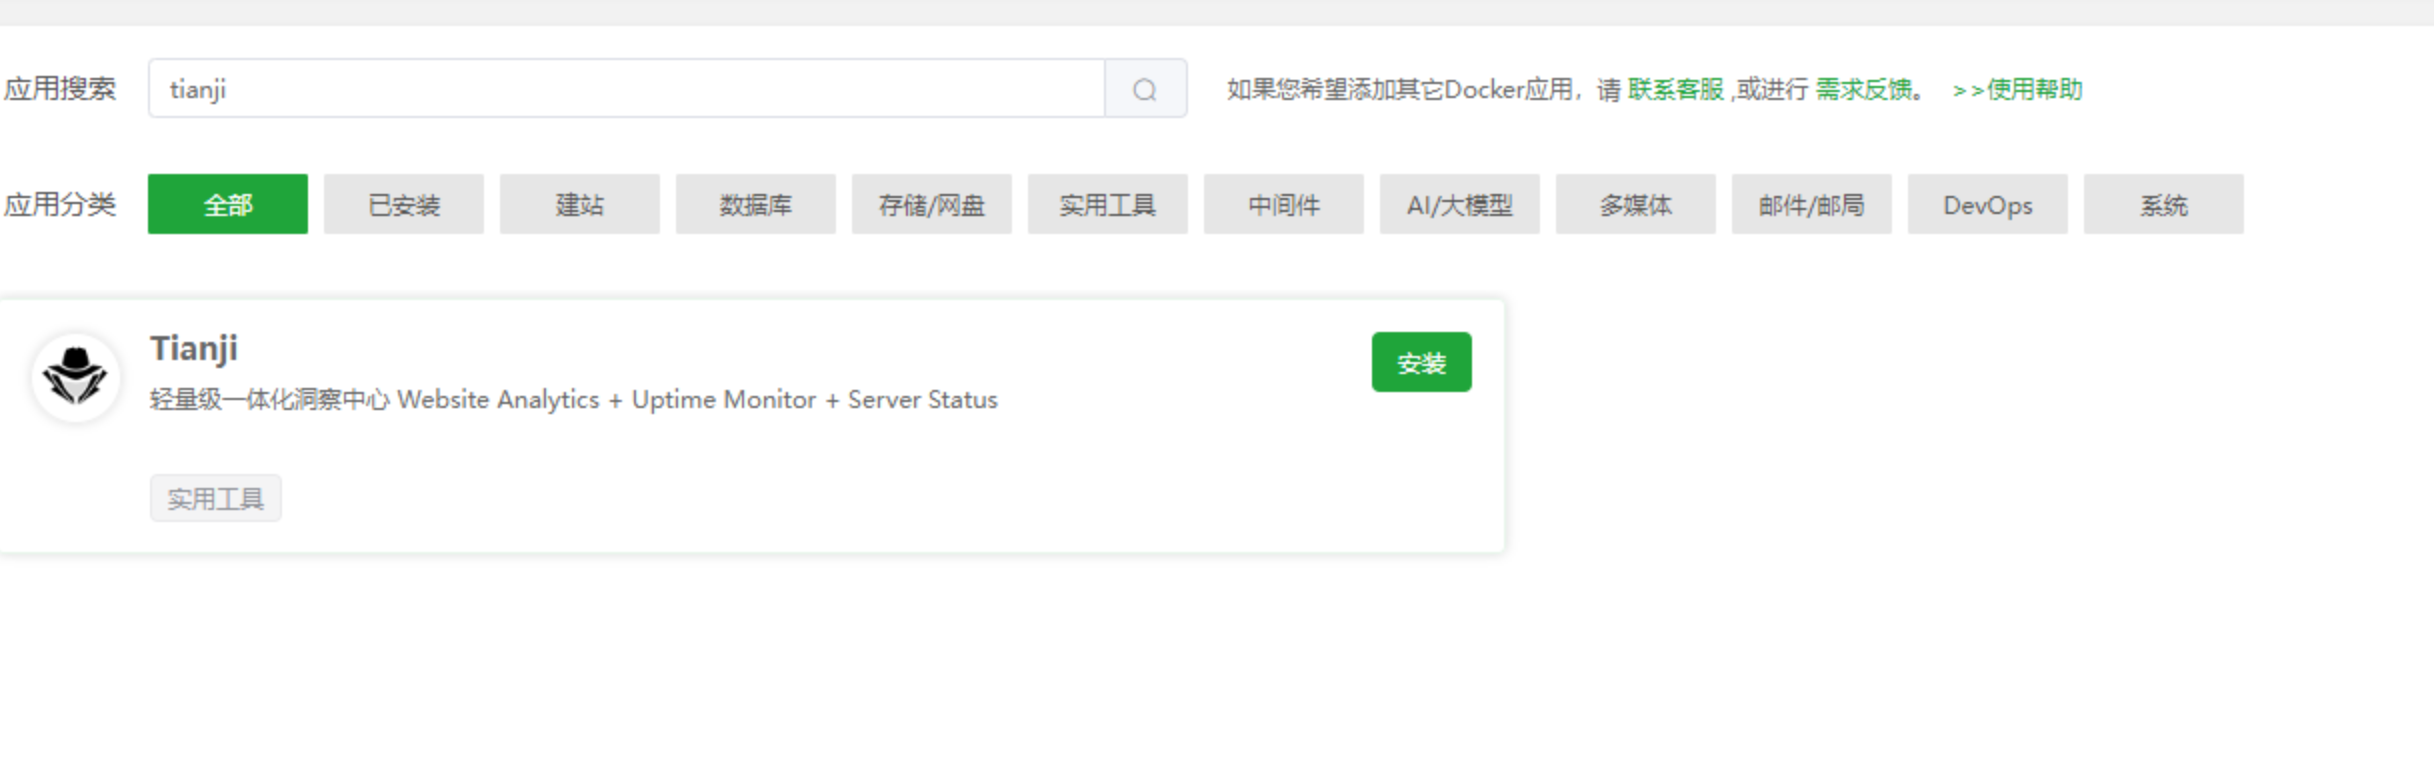 应用搜索 tianji 如果您希望添加其它Docker应用，请 联系客服 ,或进行 需求反馈。 >>使用帮助
应用分类 全部 已安装 建站 数据库 存储/网盘 实用工具 中间件 AI/大模型 多媒体 邮件/邮局 DevOps 系统
Tianji
安装
轻量级一体化洞察中心 Website Analytics + Uptime Monitor + Server Status
实用工具